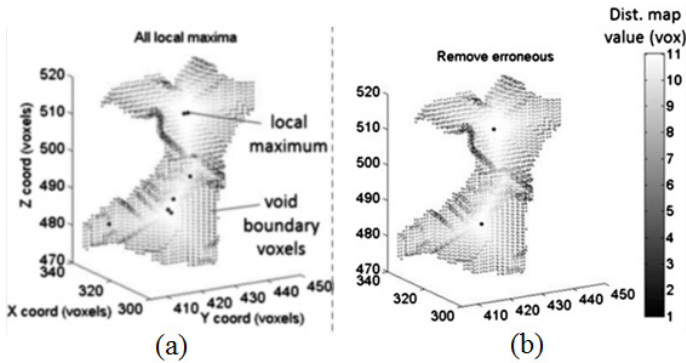 Dist. map
value (vox)
All local maxima
Remove erroneous
520
510
500
490
480
470
340
320
300
410
420
430
440
450
Z coord (voxels)
X coord (voxels)
Y coord (voxels)
local
maximum
void
boundary
voxels
520
510
500
490
480
470
340
320
300
410
420
430
440
450
11
10
9
8
7
6
5
4
3
2
1
(a)
(b)